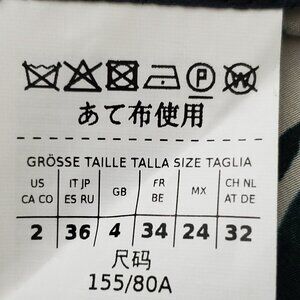 P W
あて布使用
GRÖSSE TAILLE TALLA SIZE TAGLIA
US IT JP GB FR MX CH NL
CA CO ES RU BE AT DE
2 36 4 34 24 32
尺码
155/80A